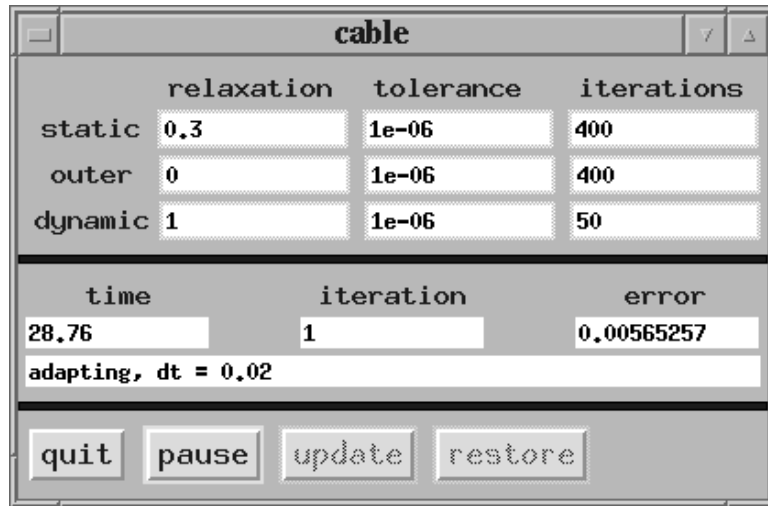 cable
relaxation tolerance iterations
static 0.3 1e-06 400
outer 0 1e-06 400
dynamic 1 1e-06 50
time iteration error
28.76 1 0.00565257
adapting, dt = 0.02
quit pause update restore